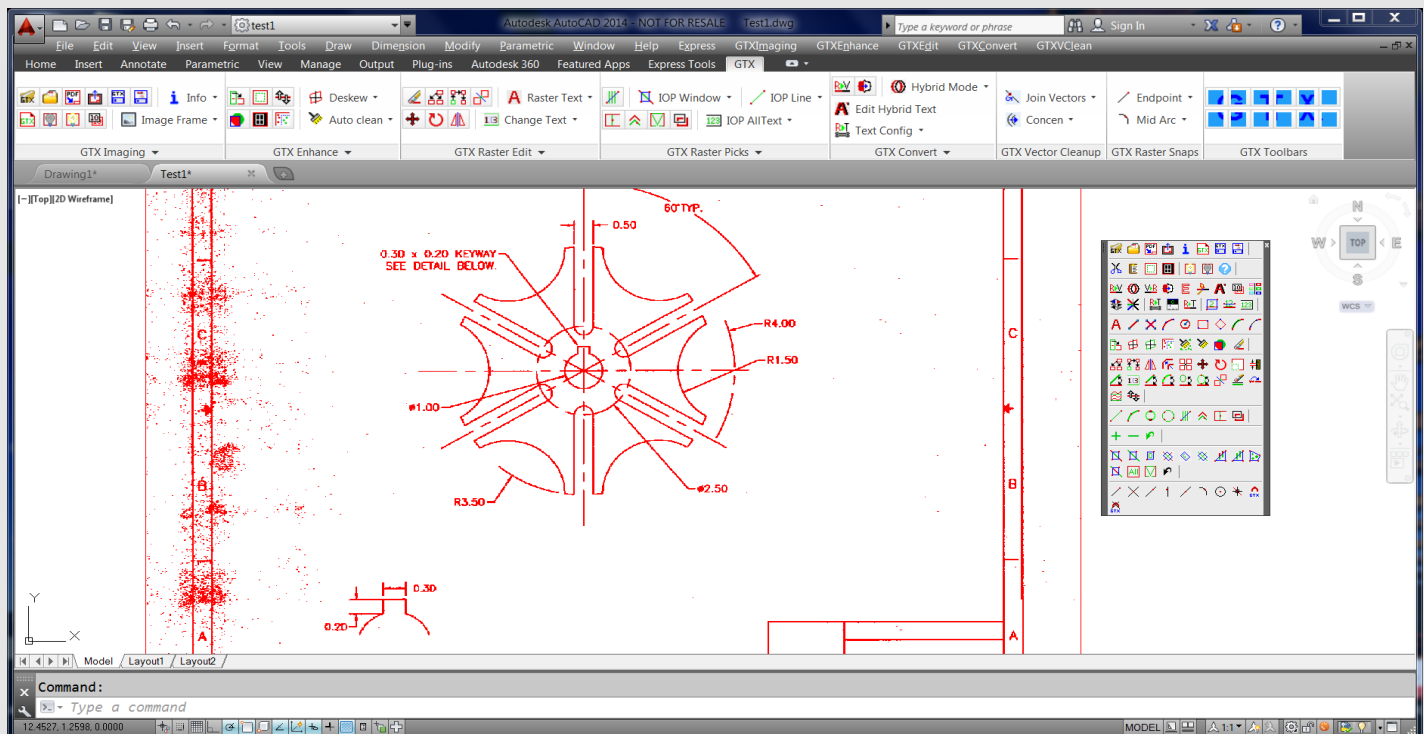 test1
Autodesk AutoCAD 2014 - NOT FOR RESALE Test1.dwg
Type a keyword or phrase
Sign In
File Edit View Insert Format Tools Draw Dimension Modify Parametric Window Help Express GTXImaging GTXEnhance GTXEdit GTXConvert GTXVClean
Home Insert Annotate Parametric View Manage Output Plug-ins Autodesk 360 Featured Apps Express Tools GTX
Info
Deskew
Raster Text
IOP Window
IOP Line
Hybrid Mode
Join Vectors
Endpoint
Edit Hybrid Text
Image Frame
Auto clean
Change Text
IOP AllText
Text Config
Concen
Mid Arc
GTX Imaging
GTX Enhance
GTX Raster Edit
GTX Raster Picks
GTX Convert
GTX Vector Cleanup
GTX Raster Snaps
GTX Toolbars
Drawing1*
Test1*
[−][Top][2D Wireframe]
60°TYP.
0.50
0.30 x 0.20 KEYWAY
SEE DETAIL BELOW.
R4.00
R1.50
ø1.00
ø2.50
R3.50
0.30
0.20
C
B
A
C
B
A
N
W TOP E
S
WCS
Y
X
Model Layout1 Layout2
Command:
Type a command
12.4527, 1.2598, 0.0000
MODEL
1:1